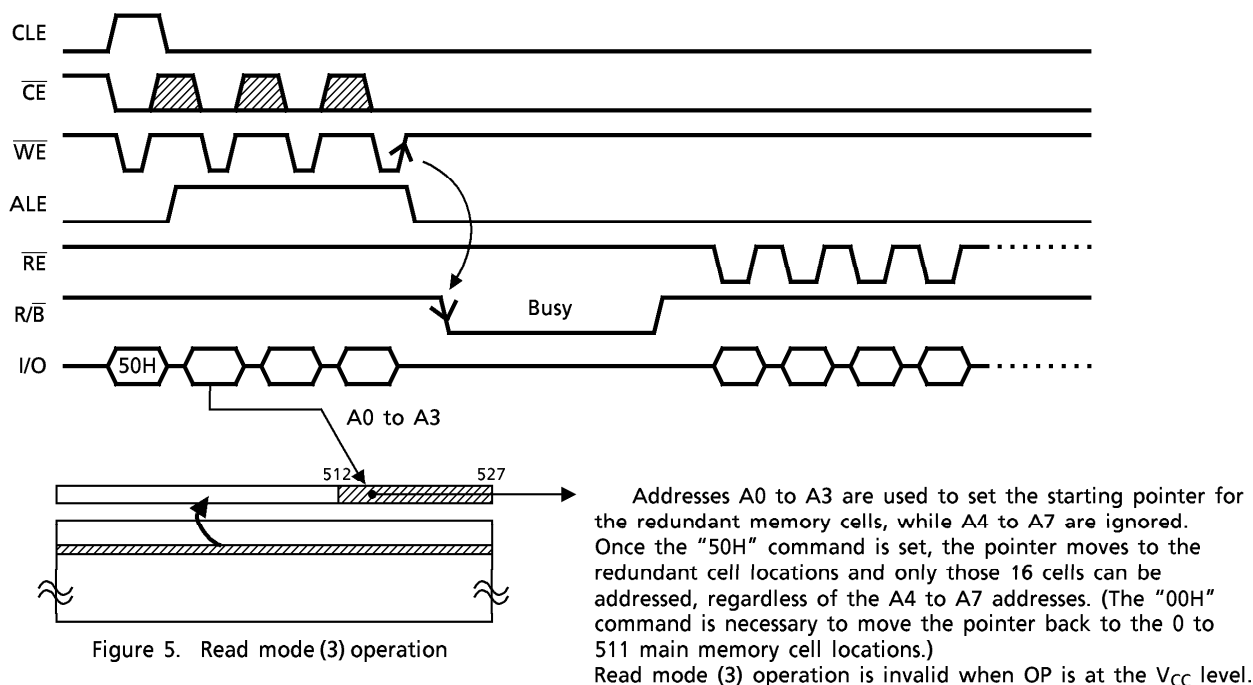 CLE
CE
WE
ALE
RE
R/B
Busy
I/O
50H
A0 to A3
512
527
Addresses A0 to A3 are used to set the starting pointer for
the redundant memory cells, while A4 to A7 are ignored.
Once the "50H" command is set, the pointer moves to the
redundant cell locations and only those 16 cells can be
addressed, regardless of the A4 to A7 addresses. (The "00H"
command is necessary to move the pointer back to the 0 to
511 main memory cell locations.)
Read mode (3) operation is invalid when OP is at the VCC level.
Figure 5. Read mode (3) operation